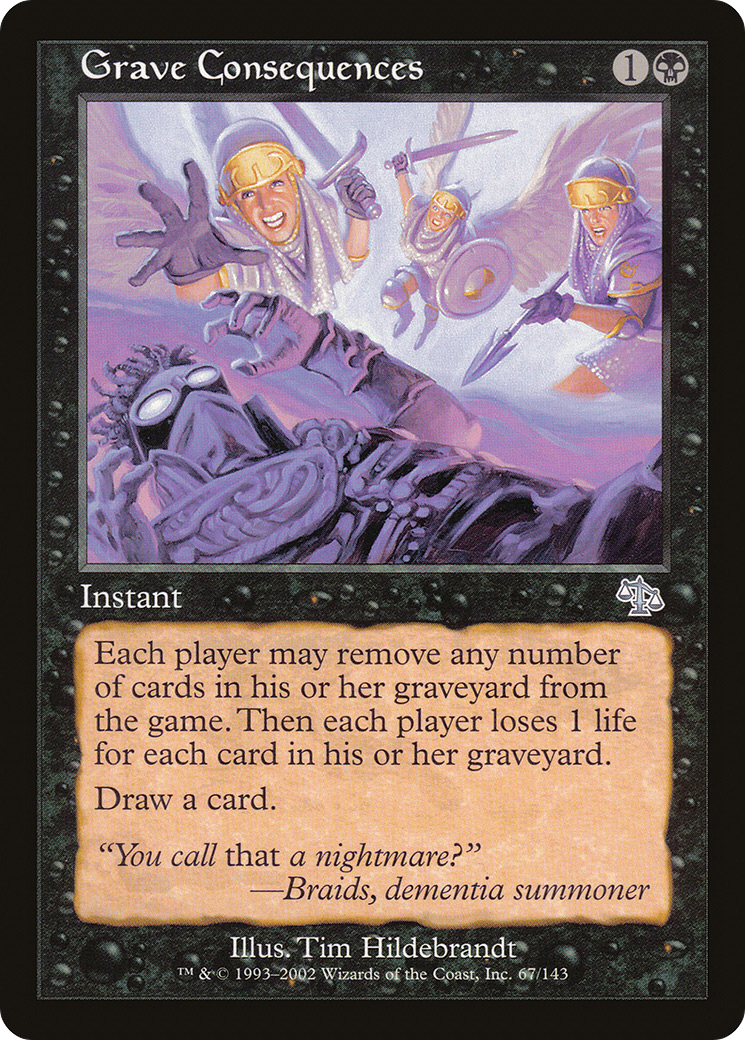 Grave Consequences
1
Instant
Each player may remove any number
of cards in his or her graveyard from
the game. Then each player loses 1 life
for each card in his or her graveyard.
Draw a card.
“You call that a nightmare?”
—Braids, dementia summoner
Illus. Tim Hildebrandt
™ & © 1993–2002 Wizards of the Coast, Inc. 67/143